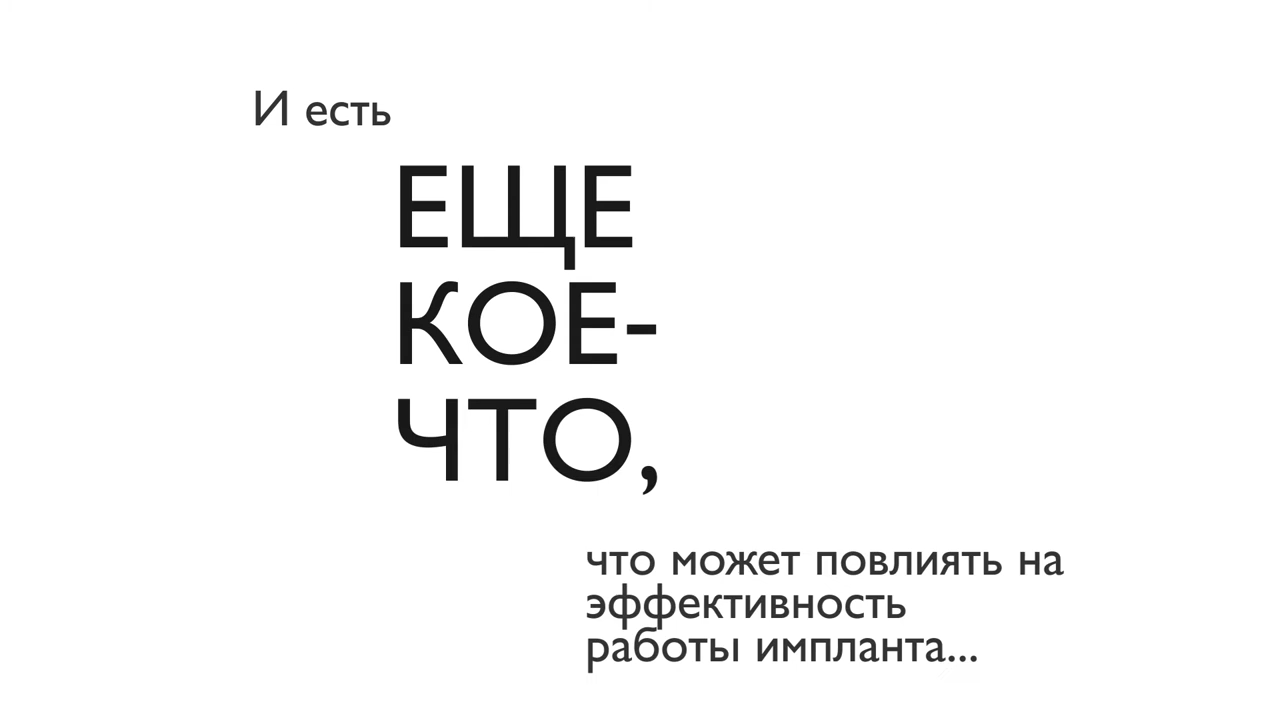 И есть
ЕЩЕ
КОЕ-
ЧТО,
что может повлиять на
эффективность
работы импланта...